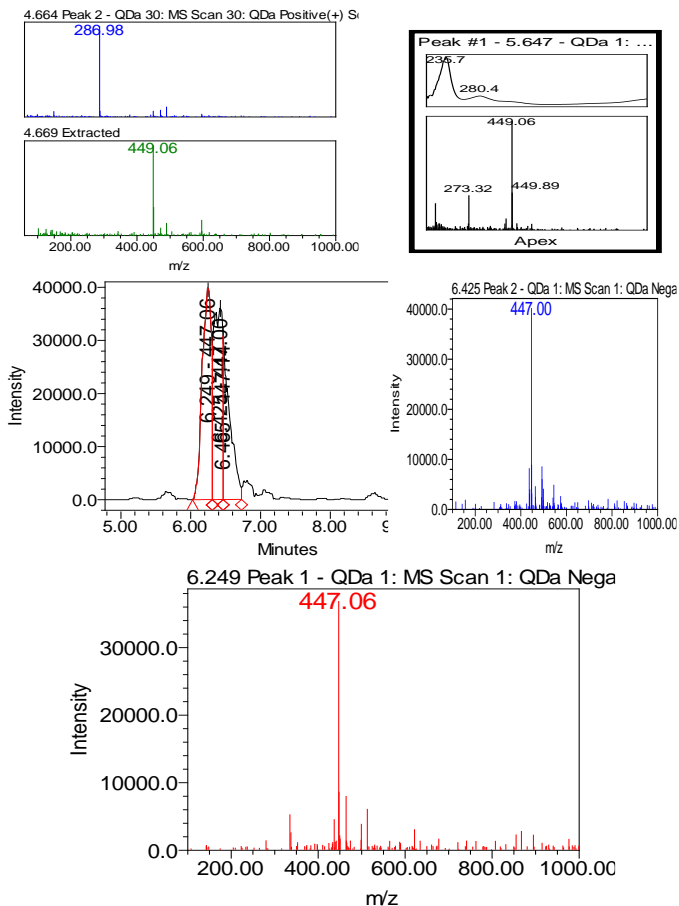 4.664 Peak 2 - QDa 30: MS Scan 30: QDa Positive(+) Sc
286.98
4.669 Extracted
449.06
200.00 400.00 600.00 800.00 1000.00
m/z
Peak #1 - 5.647 - QDa 1: ...
235.7
280.4
449.06
273.32
449.89
Apex
40000.0
30000.0
20000.0
10000.0
0.0
Intensity
6.249 - 447.06
5.00 6.00 7.00 8.00
Minutes
6.425 Peak 2 - QDa 1: MS Scan 1: QDa Nega
447.00
40000.0
30000.0
20000.0
10000.0
0.0
Intensity
200.00 400.00 600.00 800.00 1000.00
m/z
6.249 Peak 1 - QDa 1: MS Scan 1: QDa Nega
447.06
30000.0
20000.0
10000.0
0.0
Intensity
200.00 400.00 600.00 800.00 1000.00
m/z